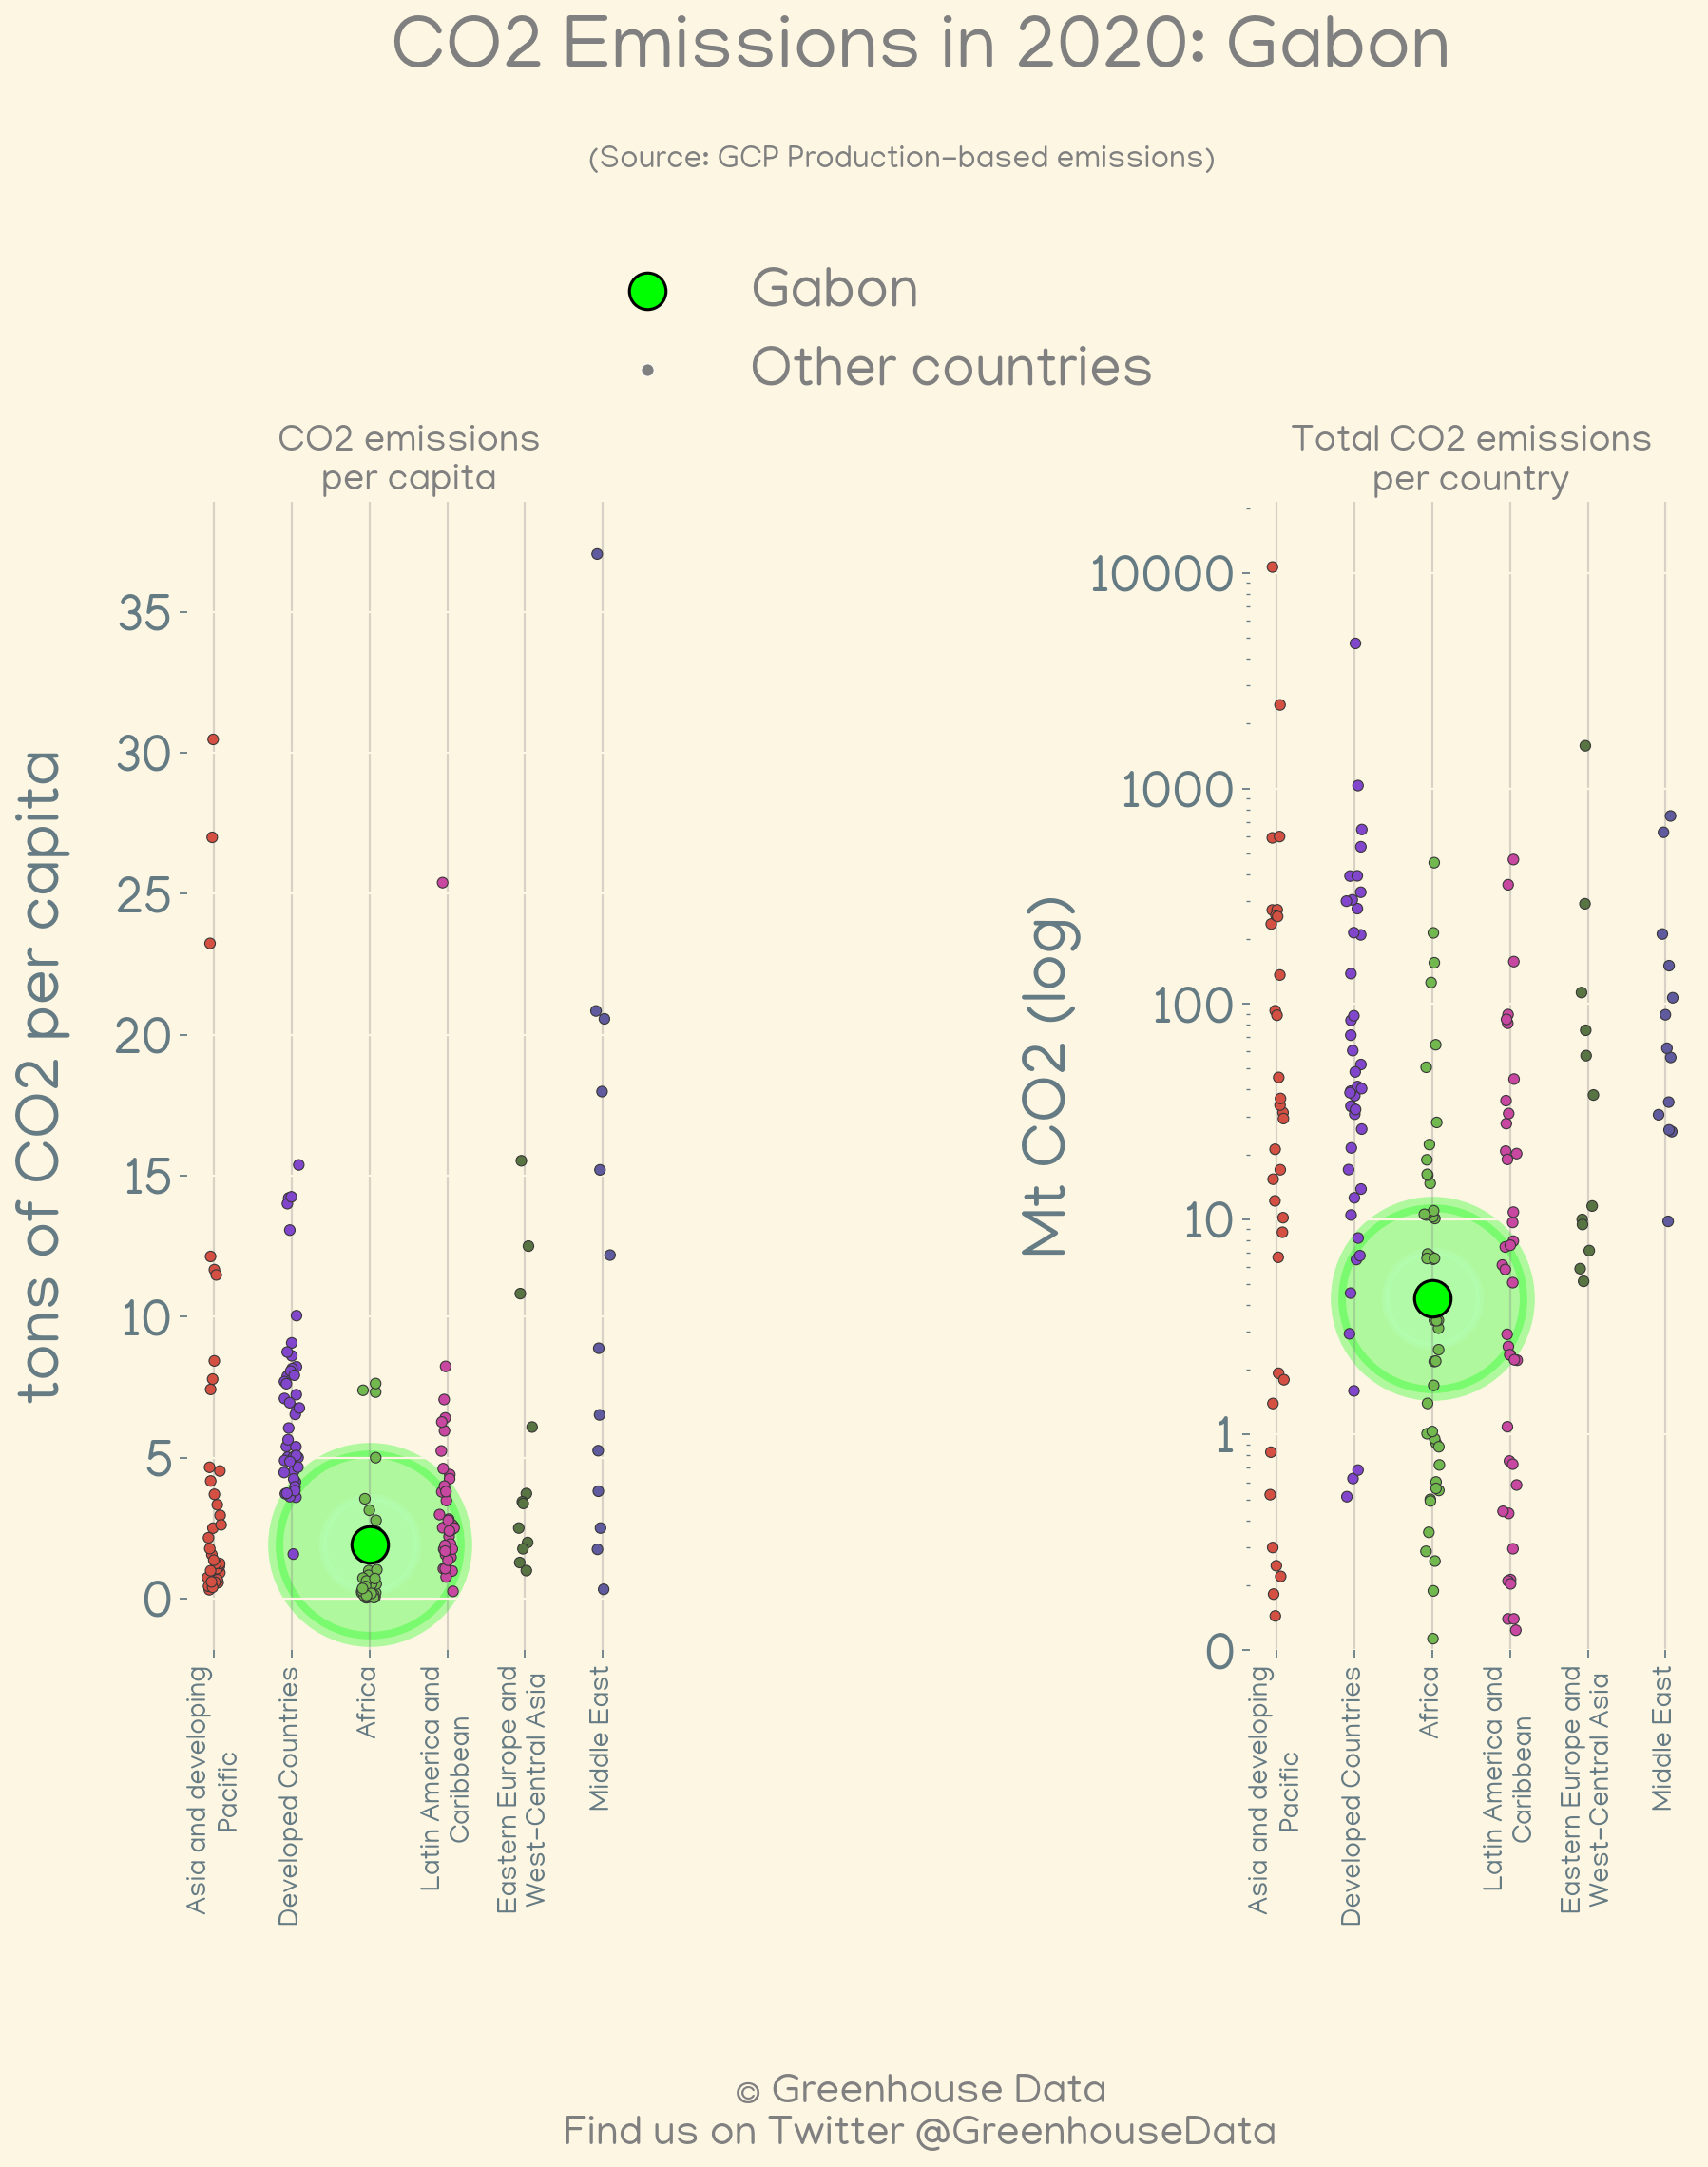 CO2 Emissions in 2020: Gabon
(Source: GCP Production-based emissions)
Gabon
Other countries
CO2 emissions
per capita
tons of CO2 per capita
35
30
25
20
15
10
5
0
Asia and developing
Pacific
Developed Countries
Africa
Latin America and
Caribbean
Eastern Europe and
West-Central Asia
Middle East
Total CO2 emissions
per country
Mt CO2 (log)
10000
1000
100
10
1
0
Asia and developing
Pacific
Developed Countries
Africa
Latin America and
Caribbean
Eastern Europe and
West-Central Asia
Middle East
© Greenhouse Data
Find us on Twitter @GreenhouseData